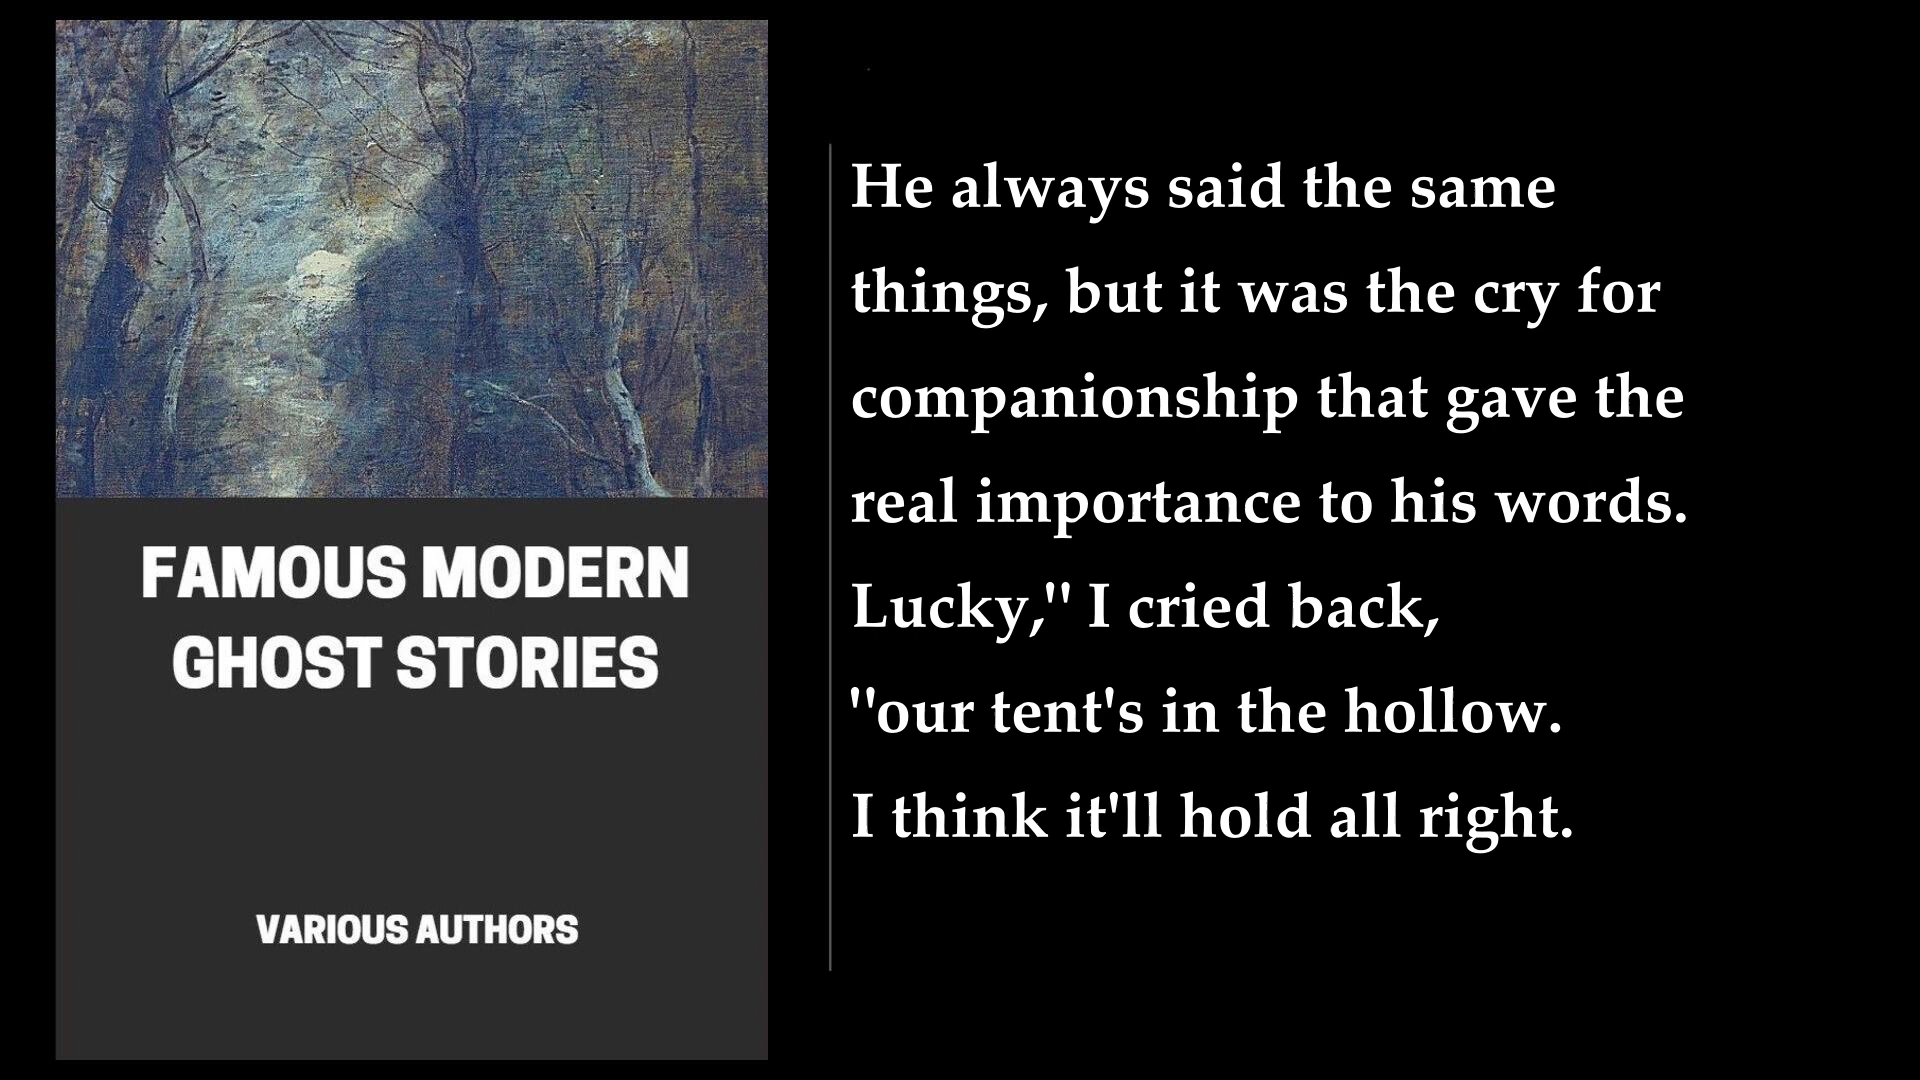 FAMOUS MODERN
GHOST STORIES
VARIOUS AUTHORS
He always said the same
things, but it was the cry for
companionship that gave the
real importance to his words.
Lucky," I cried back,
"our tent's in the hollow.
I think it'll hold all right.